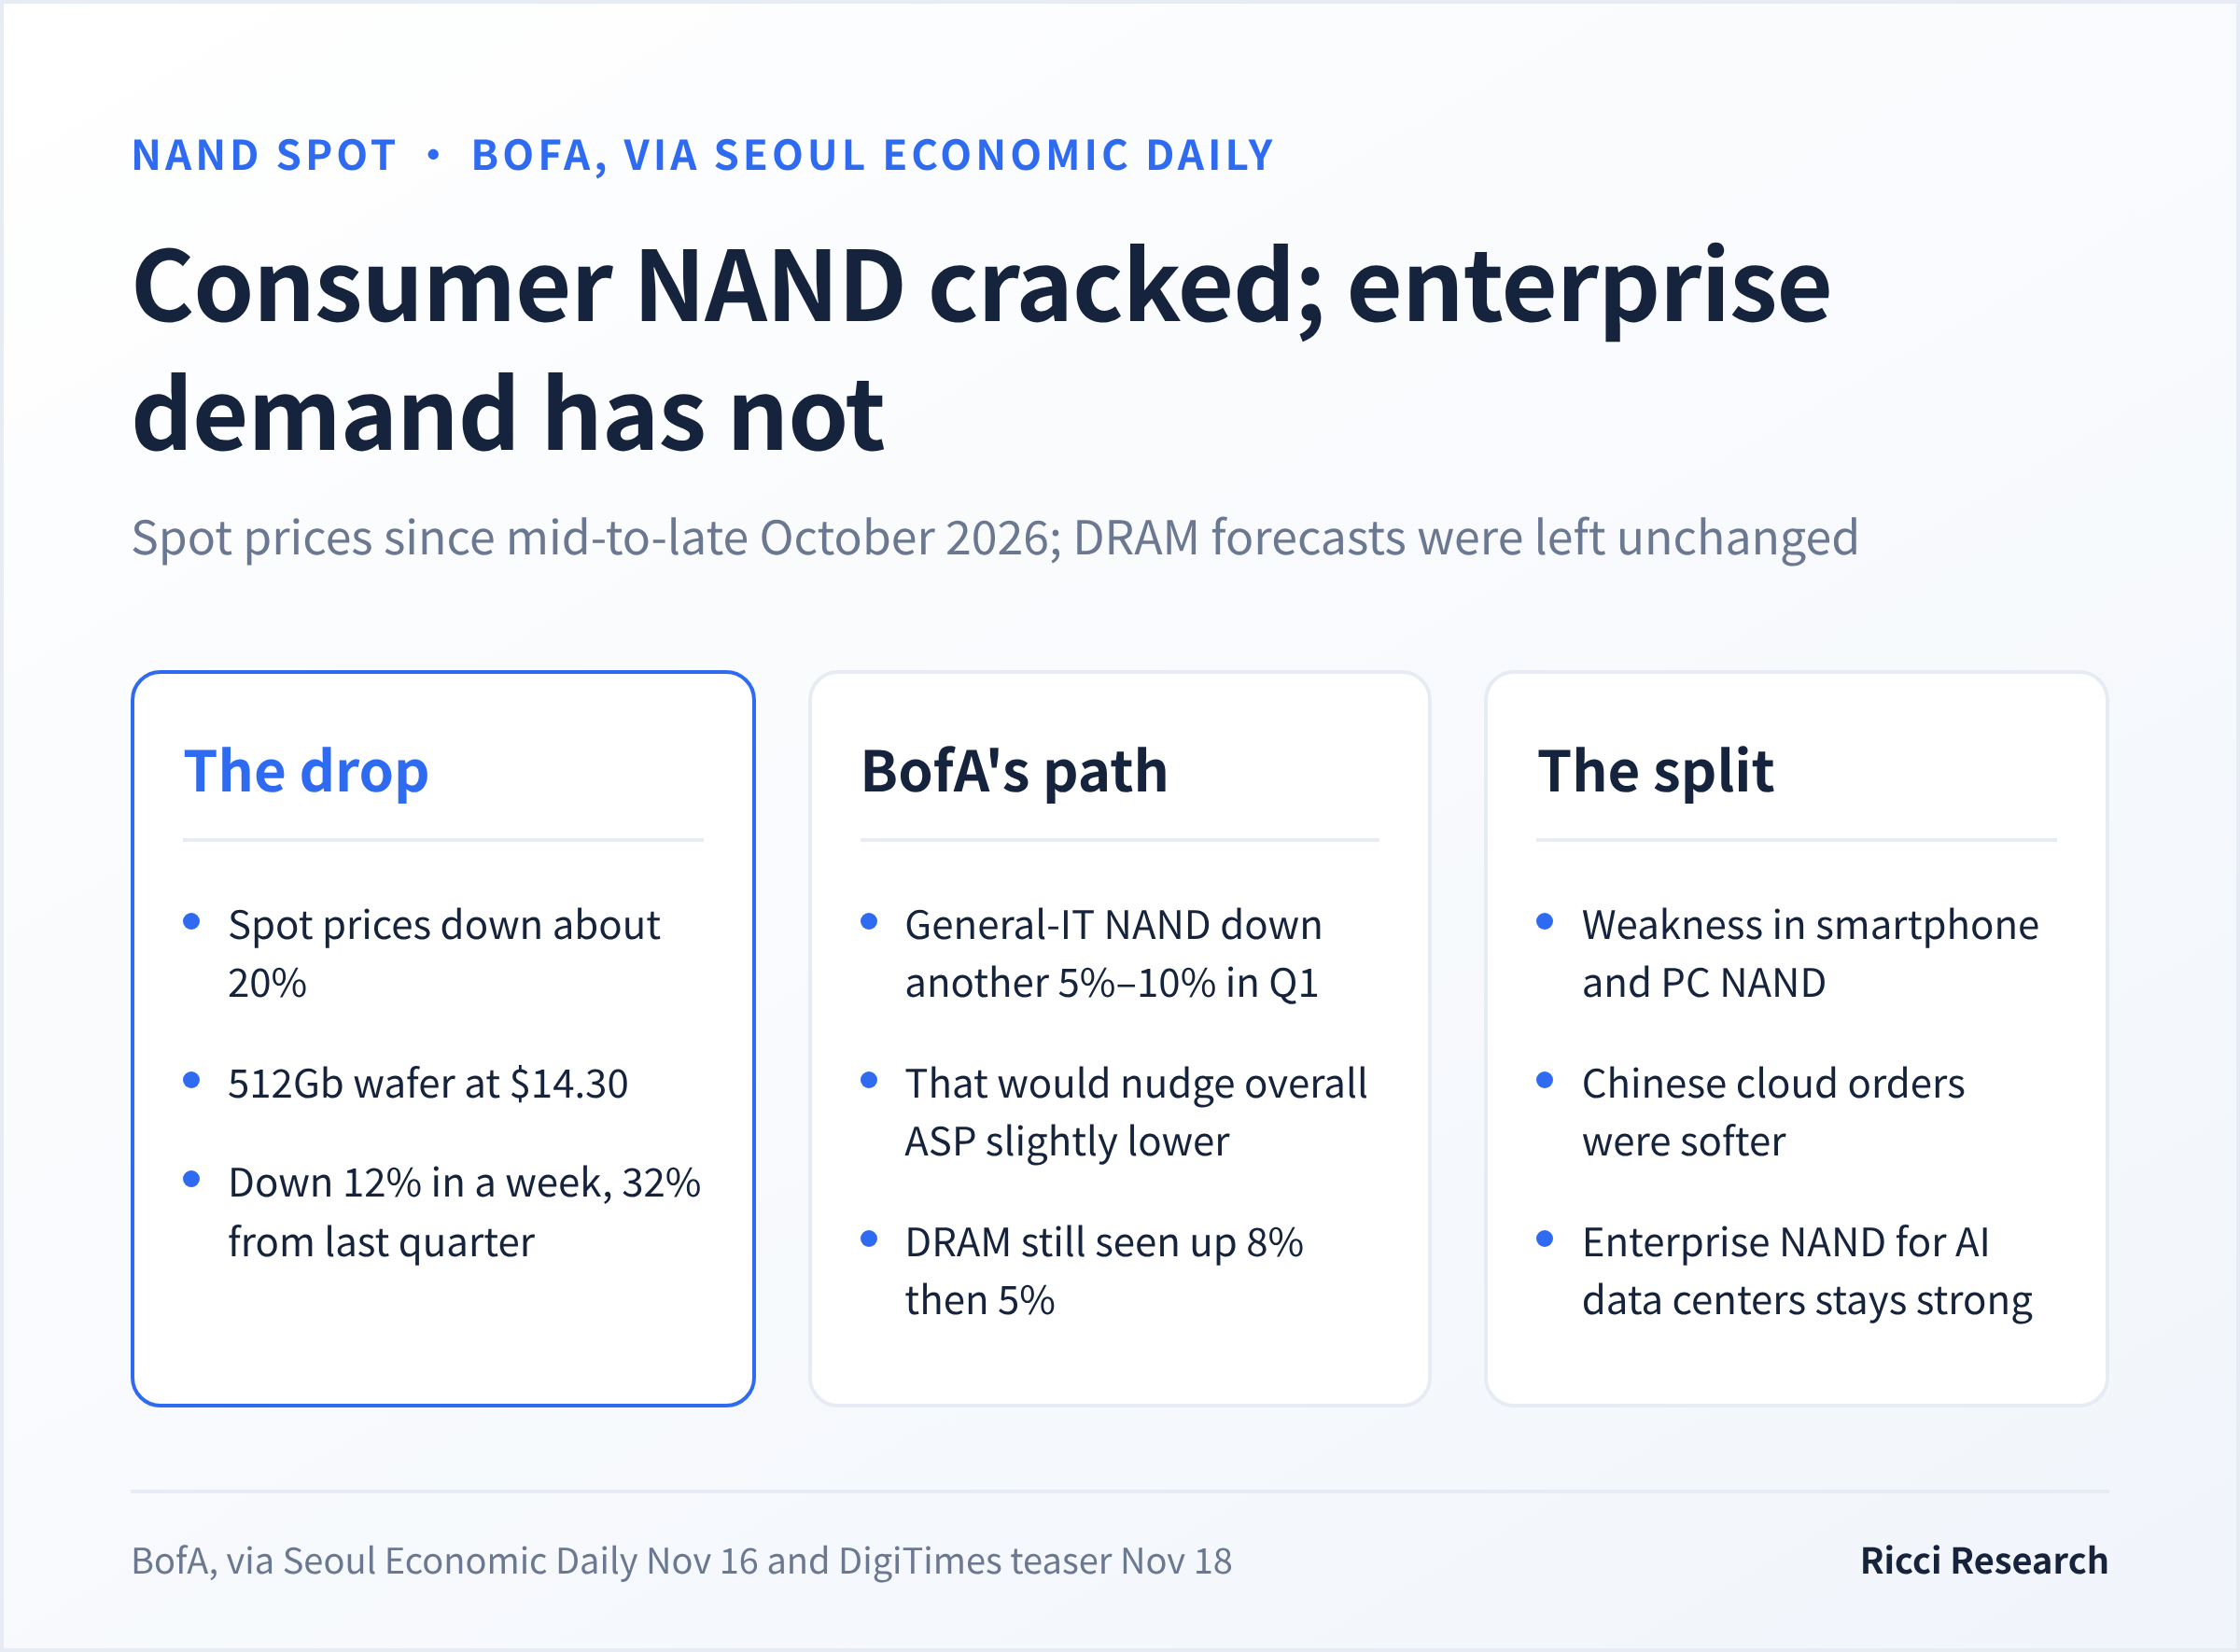 NAND SPOT • BOFA, VIA SEOUL ECONOMIC DAILY
Consumer NAND cracked; enterprise
demand has not
Spot prices since mid-to-late October 2026; DRAM forecasts were left unchanged
The drop
Spot prices down about
20%
512Gb wafer at $14.30
Down 12% in a week, 32%
from last quarter
BofA's path
General-IT NAND down
another 5%–10% in Q1
That would nudge overall
ASP slightly lower
DRAM still seen up 8%
then 5%
The split
Weakness in smartphone
and PC NAND
Chinese cloud orders
were softer
Enterprise NAND for AI
data centers stays strong
BofA, via Seoul Economic Daily Nov 16 and DigiTimes teaser Nov 18
Ricci Research